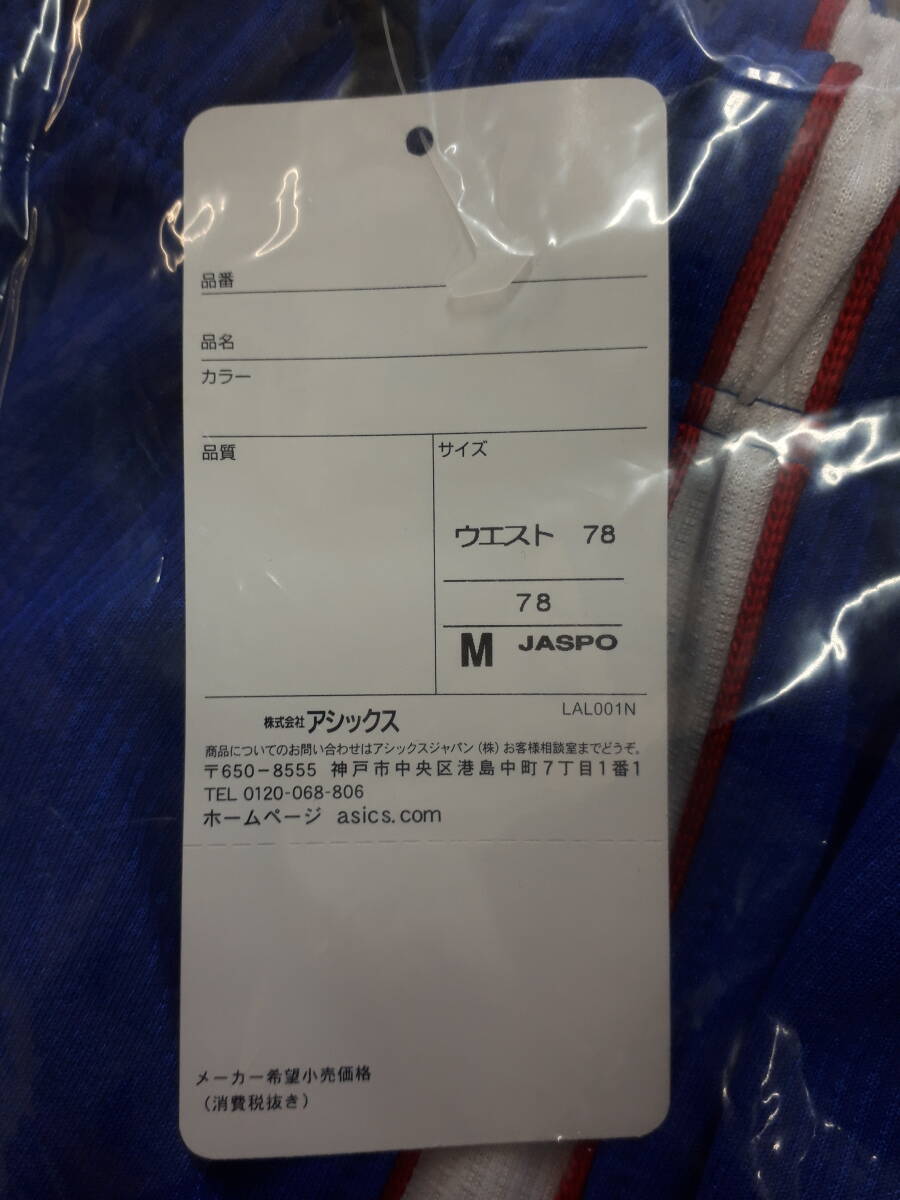 品番
品名
カラー
品質
サイズ
ウエスト 78
78
M JASPO
LAL001N
株式会社アシックス
商品についてのお問い合わせはアシックスジャパン(株)お客様相談室までどうぞ。
〒650-8555 神戸市中央区港島中町7丁目1番1
TEL 0120-068-806
ホームページ asics.com
メーカー希望小売価格
(消費税抜き)